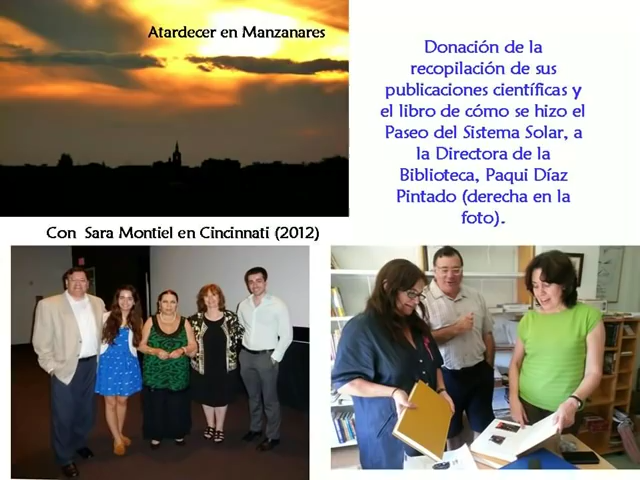 Atardecer en Manzanares
Donación de la
recopilación de sus
publicaciones científicas y
el libro de cómo se hizo el
Paseo del Sistema Solar, a
la Directora de la
Biblioteca, Paqui Díaz
Pintado (derecha en la
foto).
Con Sara Montiel en Cincinnati (2012)